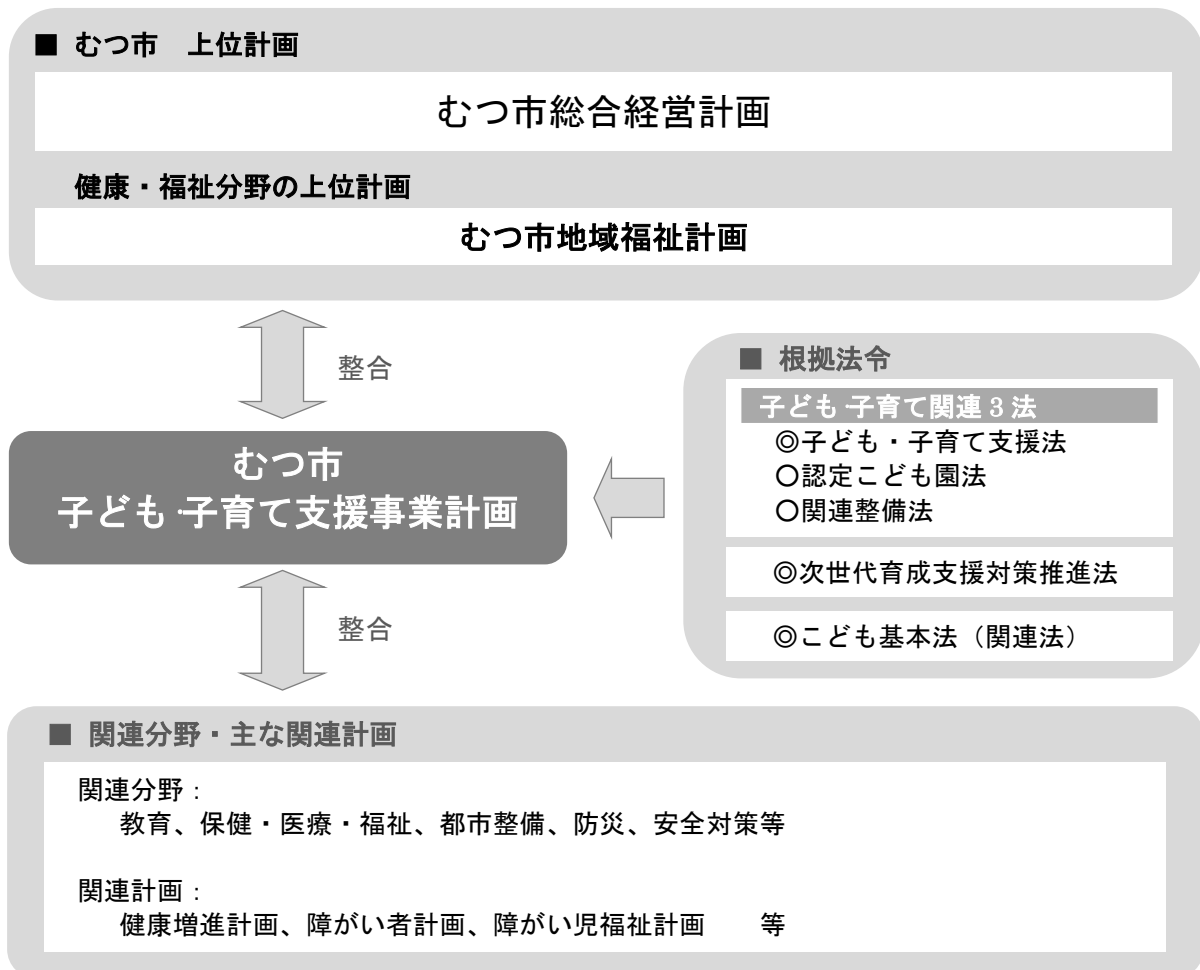 ■ むつ市　上位計画
むつ市総合経営計画
健康・福祉分野の上位計画
むつ市地域福祉計画
整合
■ 根拠法令
子ども・子育て関連３法
◎子ども・子育て支援法
〇認定こども園法
〇関連整備法
◎次世代育成支援対策推進法
◎こども基本法（関連法）
むつ市
子ども・子育て支援事業計画
整合
■ 関連分野・主な関連計画
関連分野：
教育、保健・医療・福祉、都市整備、防災、安全対策等
関連計画：
健康増進計画、障がい者計画、障がい児福祉計画　　等